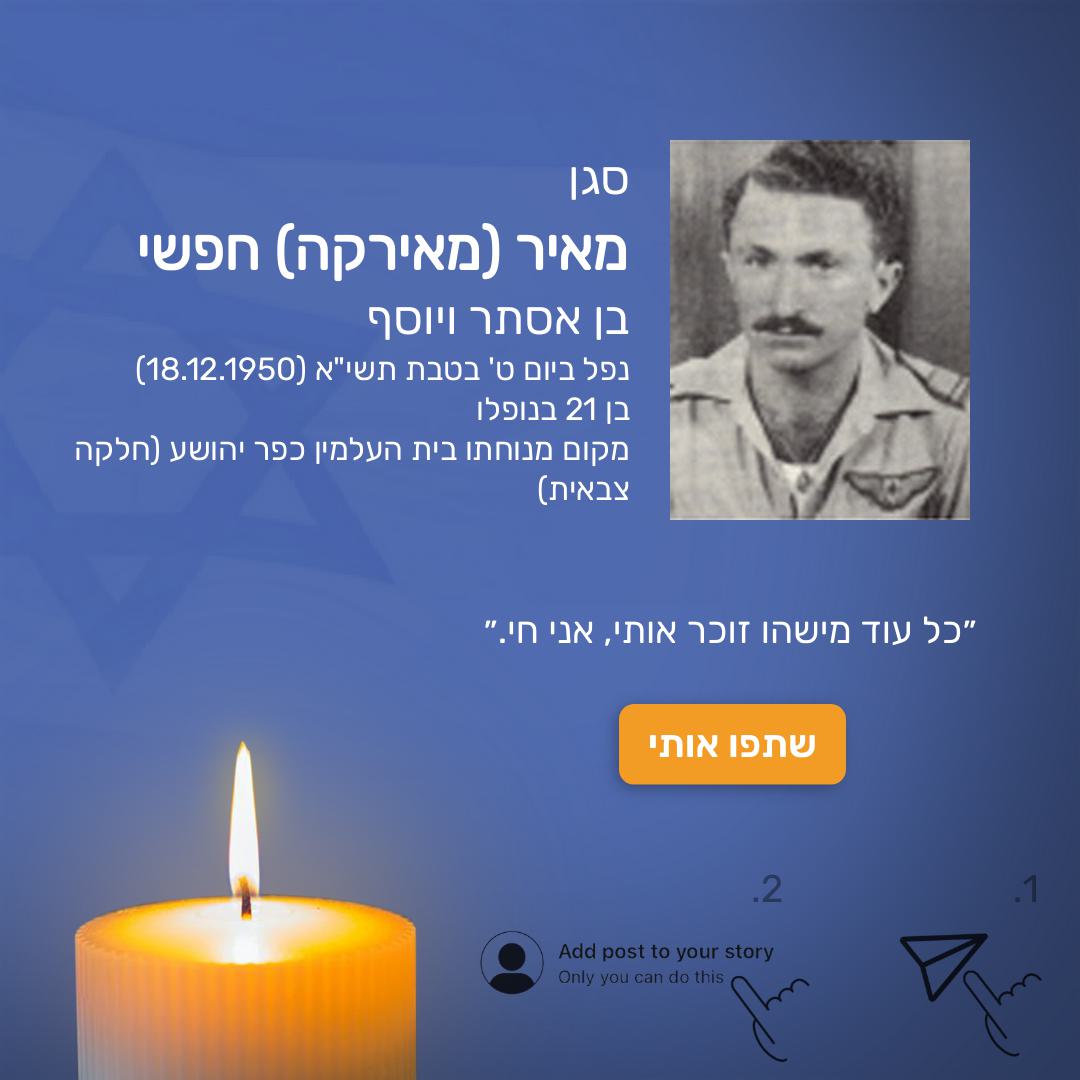 סגן
מאיר (מאירקה) חפשי
בן אסתר ויוסף
נפל ביום ט' בטבת תשי"א (18.12.1950)
בן 21 בנופלו
מקום מנוחתו בית העלמין כפר יהושע (חלקה
צבאית)
״כל עוד מישהו זוכר אותי, אני חי.״
שתפו אותי
1.
2.
Add post to your story
Only you can do this